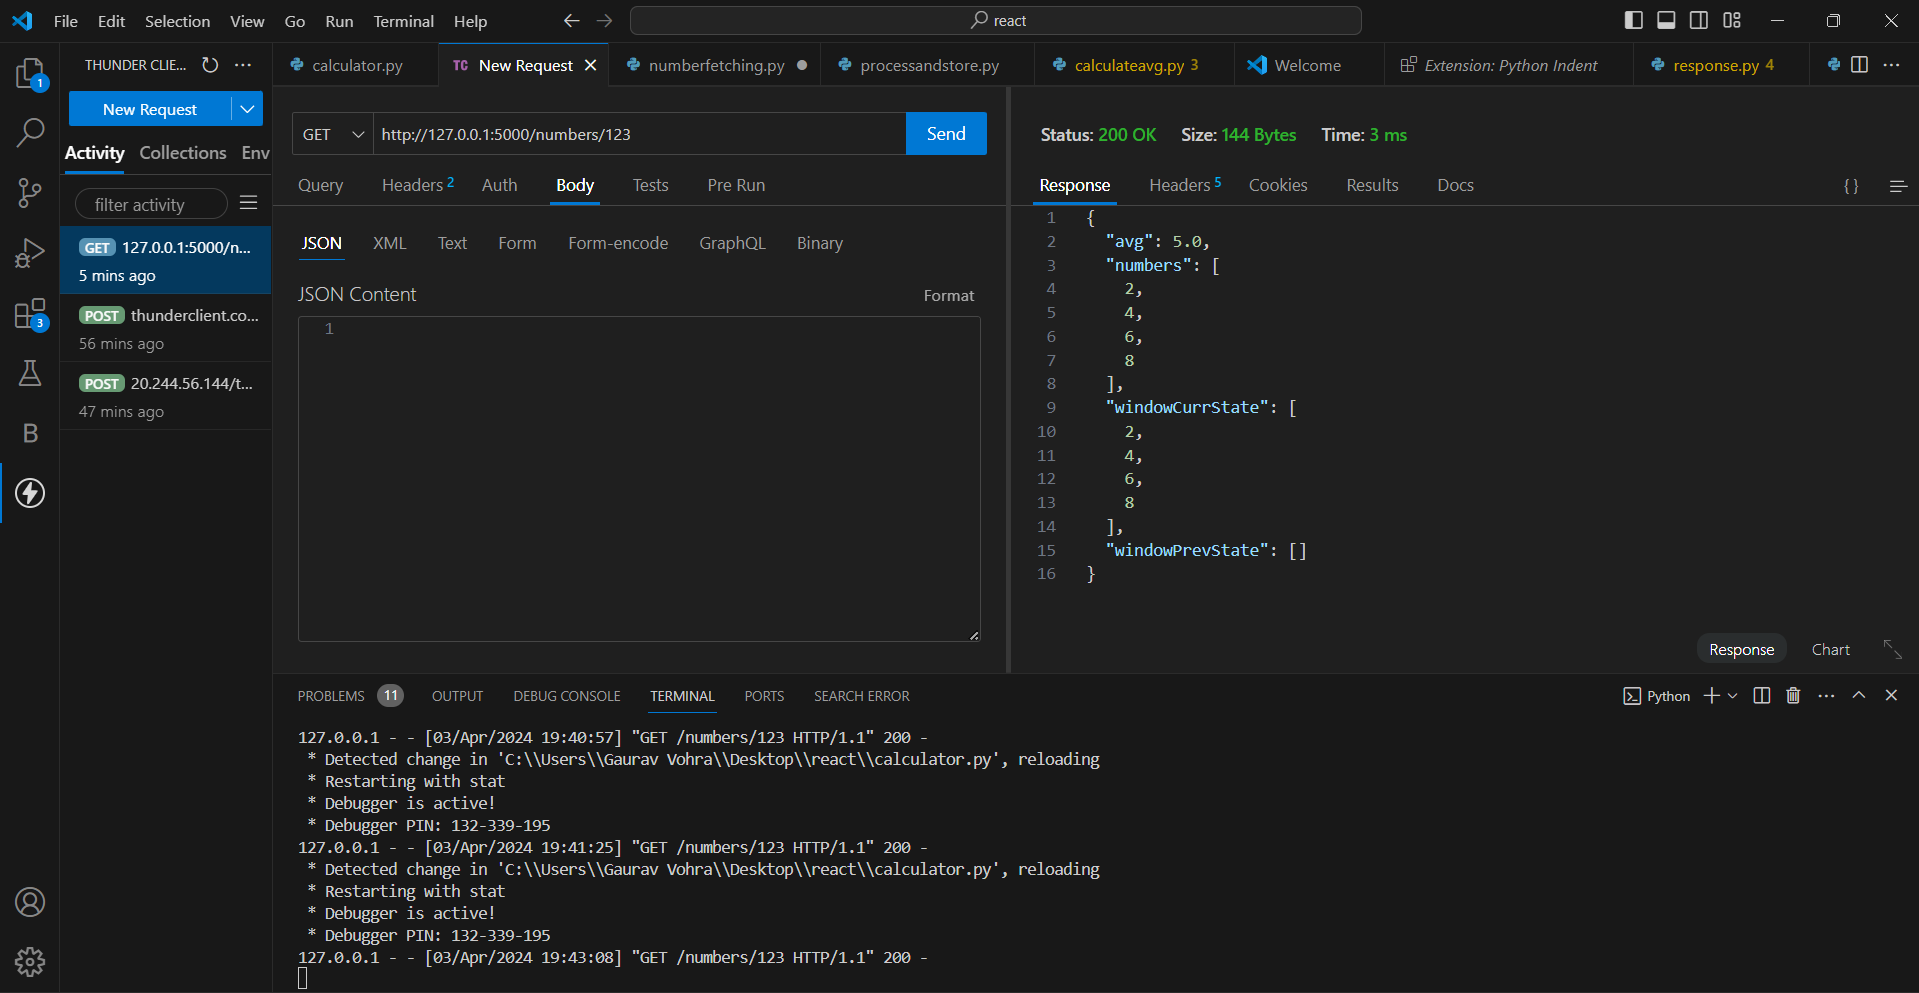 File Edit Selection View Go Run Terminal Help
react
THUNDER CLIE...
calculator.py
TC New Request
numberfetching.py
processandstore.py
calculateavg.py 3
Welcome
Extension: Python Indent
response.py 4
1
3
B
New Request
Activity Collections Env
filter activity
GET 127.0.0.1:5000/n...
5 mins ago
POST thunderclient.co...
56 mins ago
POST 20.244.56.144/t...
47 mins ago
GET http://127.0.0.1:5000/numbers/123 Send
Query Headers 2 Auth Body Tests Pre Run
JSON XML Text Form Form-encode GraphQL Binary
JSON Content Format
1
Status: 200 OK Size: 144 Bytes Time: 3 ms
Response Headers 5 Cookies Results Docs {}
1 {
2 "avg": 5.0,
3 "numbers": [
4 2,
5 4,
6 6,
7 8
8 ],
9 "windowCurrState": [
10 2,
11 4,
12 6,
13 8
14 ],
15 "windowPrevState": []
16 }
Response Chart
PROBLEMS 11 OUTPUT DEBUG CONSOLE TERMINAL PORTS SEARCH ERROR Python
127.0.0.1 - - [03/Apr/2024 19:40:57] "GET /numbers/123 HTTP/1.1" 200 -
* Detected change in 'C:\\Users\\Gaurav Vohra\\Desktop\\react\\calculator.py', reloading
* Restarting with stat
* Debugger is active!
* Debugger PIN: 132-339-195
127.0.0.1 - - [03/Apr/2024 19:41:25] "GET /numbers/123 HTTP/1.1" 200 -
* Detected change in 'C:\\Users\\Gaurav Vohra\\Desktop\\react\\calculator.py', reloading
* Restarting with stat
* Debugger is active!
* Debugger PIN: 132-339-195
127.0.0.1 - - [03/Apr/2024 19:43:08] "GET /numbers/123 HTTP/1.1" 200 -